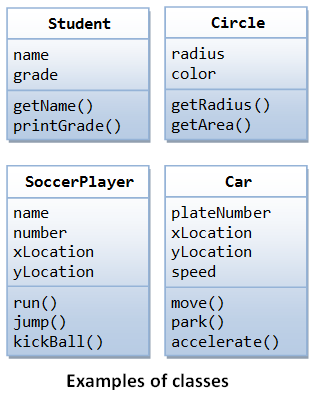 Student
name
grade
getName()
printGrade()
Circle
radius
color
getRadius()
getArea()
SoccerPlayer
name
number
xLocation
yLocation
run()
jump()
kickBall()
Car
plateNumber
xLocation
yLocation
speed
move()
park()
accelerate()
Examples of classes